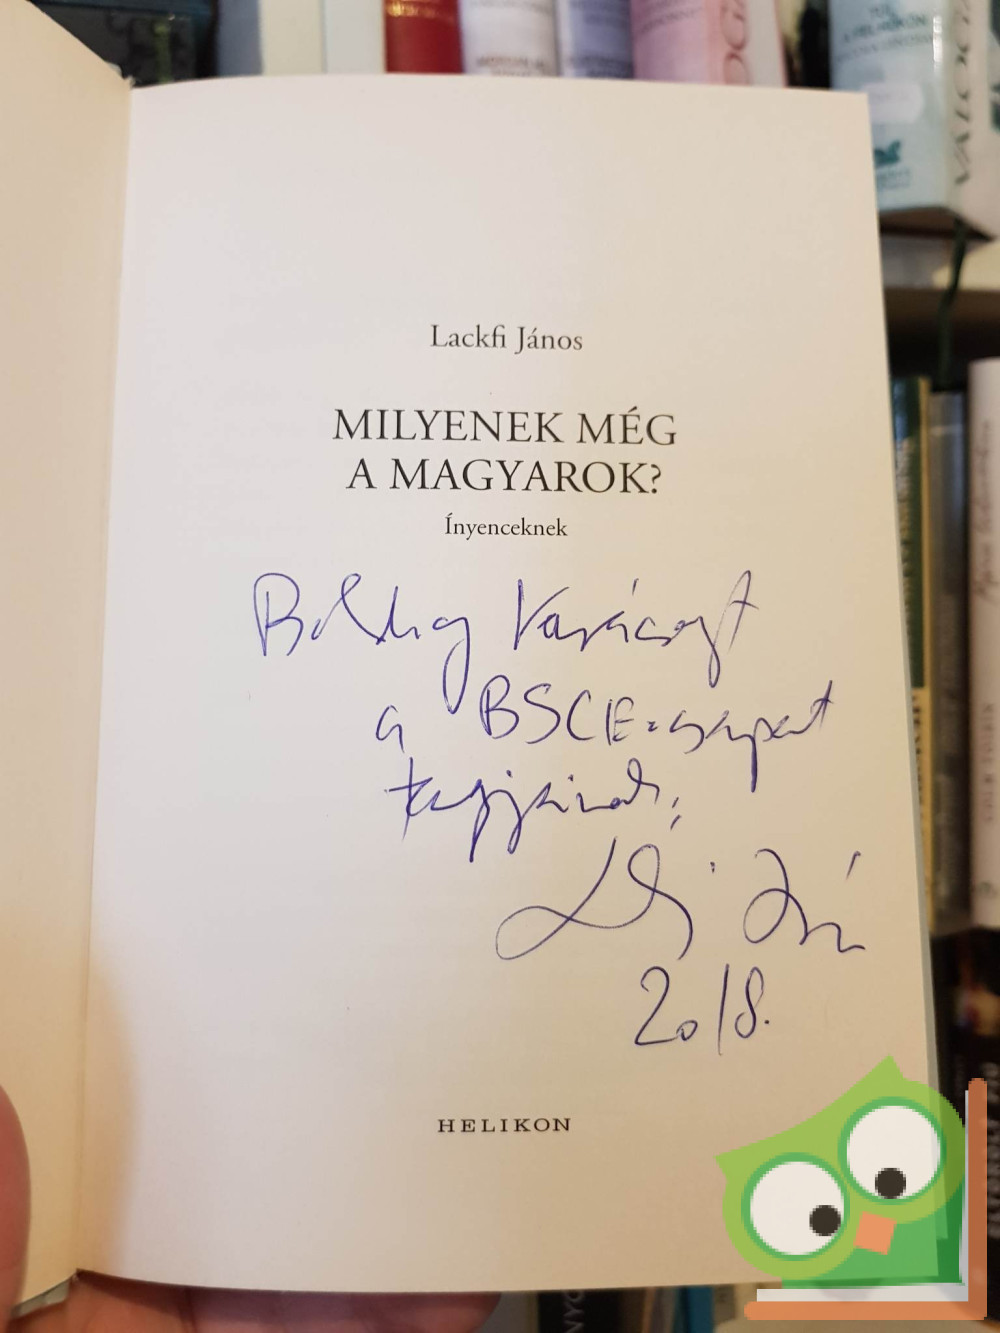 Lackfi János
MILYENEK MÉG
A MAGYAROK?
Ínyenceknek
Boldog Karácsonyt
a BSCE-csapat
tagjainak,
2018.
HELIKON